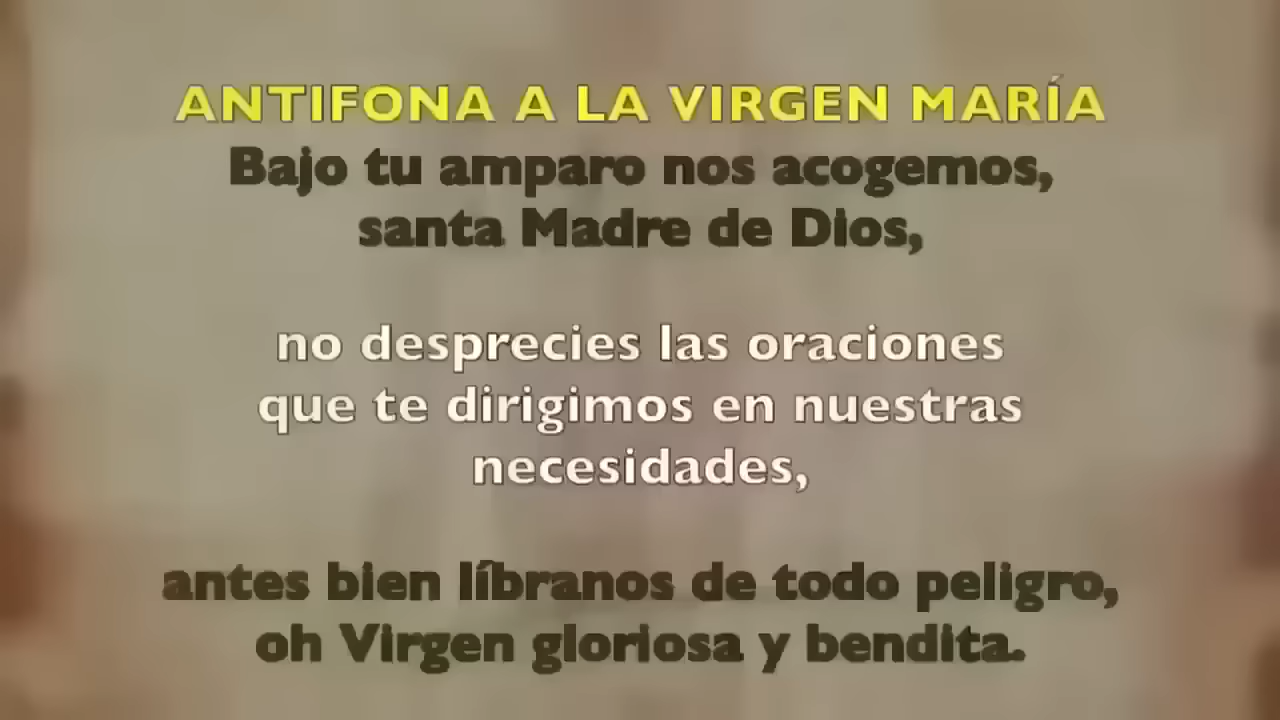 ANTIFONA A LA VIRGEN MARÍA
Bajo tu amparo nos acogemos,
santa Madre de Dios,
no desprecies las oraciones
que te dirigimos en nuestras
necesidades,
antes bien líbranos de todo peligro,
oh Virgen gloriosa y bendita.